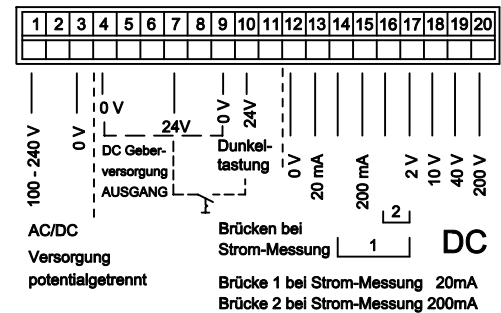 1 2 3 4 5 6 7 8 9 10 11 12 13 14 15 16 17 18 19 20
100 - 240 V
0 V
0 V
24V
0 V
24V
0 V
20 mA
200 mA
2 V
10 V
40 V
200 V
DC Geber-
versorgung
AUSGANG
Dunkel-
tastung
AC/DC
Versorgung
potentialgetrennt
2
Brücken bei
Strom-Messung
1
DC
Brücke 1 bei Strom-Messung 20mA
Brücke 2 bei Strom-Messung 200mA